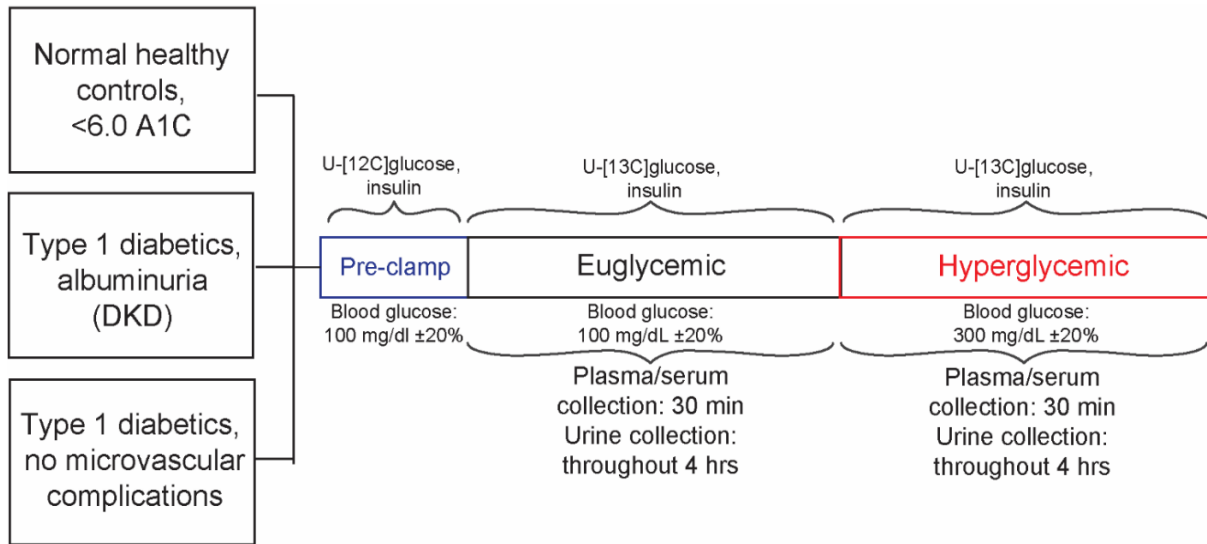 Normal healthy
controls,
<6.0 A1C
Type 1 diabetics,
albuminuria
(DKD)
Type 1 diabetics,
no microvascular
complications
U-[12C]glucose,
insulin
Pre-clamp
Blood glucose:
100 mg/dl ±20%
U-[13C]glucose,
insulin
Euglycemic
Blood glucose:
100 mg/dL ±20%
Plasma/serum
collection: 30 min
Urine collection:
throughout 4 hrs
U-[13C]glucose,
insulin
Hyperglycemic
Blood glucose:
300 mg/dL ±20%
Plasma/serum
collection: 30 min
Urine collection:
throughout 4 hrs